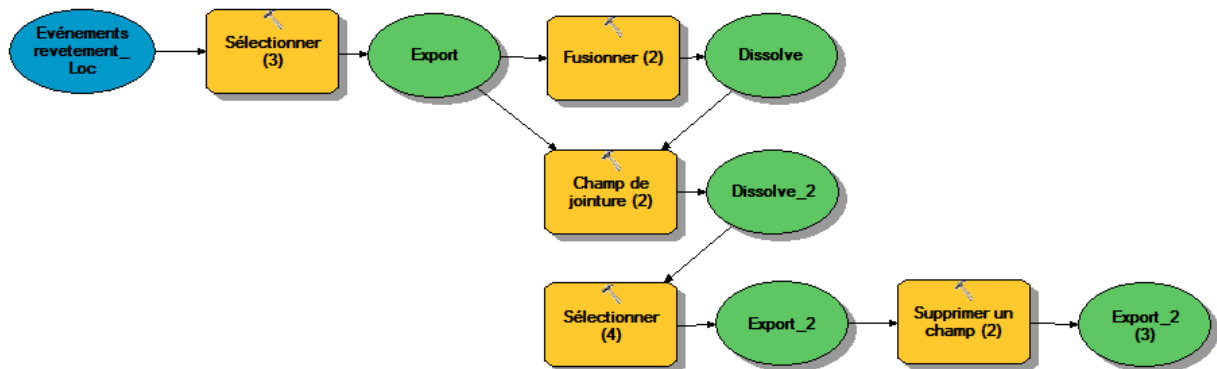 Evénements
revetement_
Loc
Sélectionner
(3)
Export
Fusionner (2)
Dissolve
Champ de
jointure (2)
Dissolve_2
Sélectionner
(4)
Export_2
Supprimer un
champ (2)
Export_2
(3)